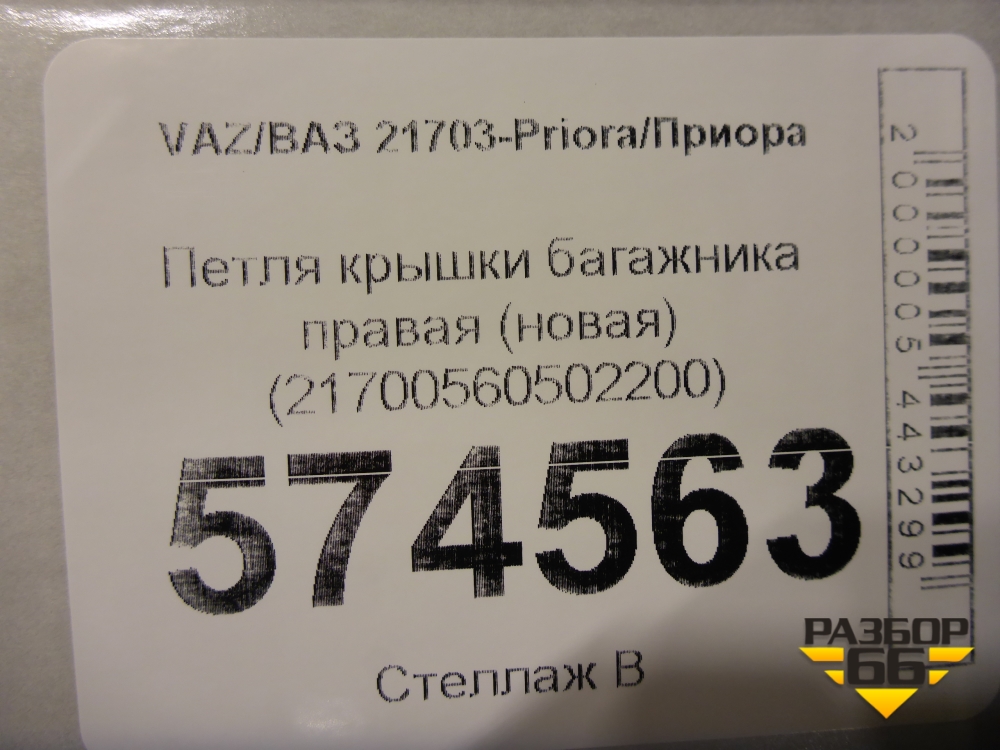 VAZ/ВАЗ 21703-Priora/Приора
Петля крышки багажника
правая (новая)
(21700560502200)
574563
Стеллаж В
2000005443299
РАЗБОР
66